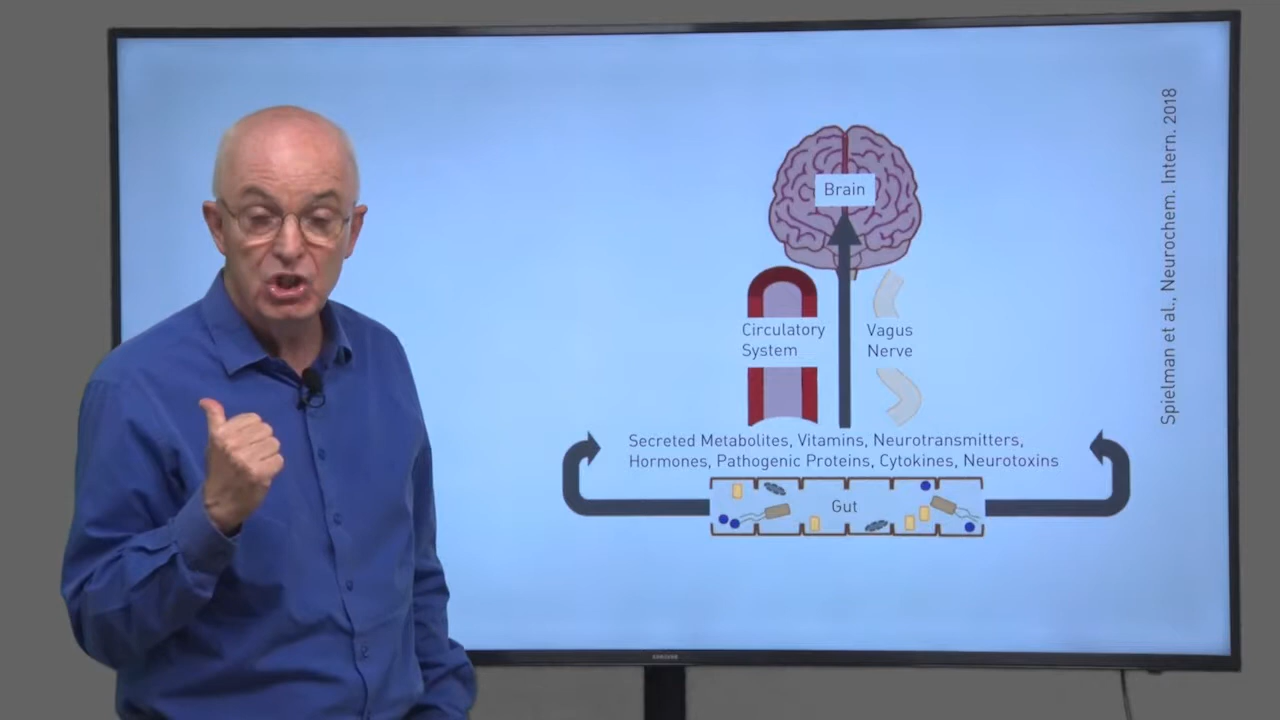 Brain
Circulatory
System
Vagus
Nerve
Secreted Metabolites, Vitamins, Neurotransmitters,
Hormones, Pathogenic Proteins, Cytokines, Neurotoxins
Gut
Spielman et al., Neurochem. Intern. 2018
SAMSUNG